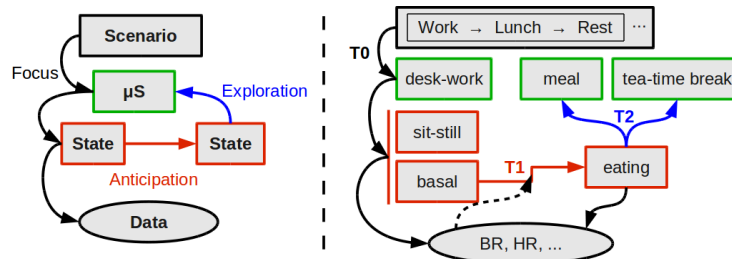 Scenario
Focus
µS
Exploration
State
State
Anticipation
Data
Work → Lunch → Rest ...
T0
desk-work
meal
tea-time break
T2
sit-still
T1
basal
eating
BR, HR, ...